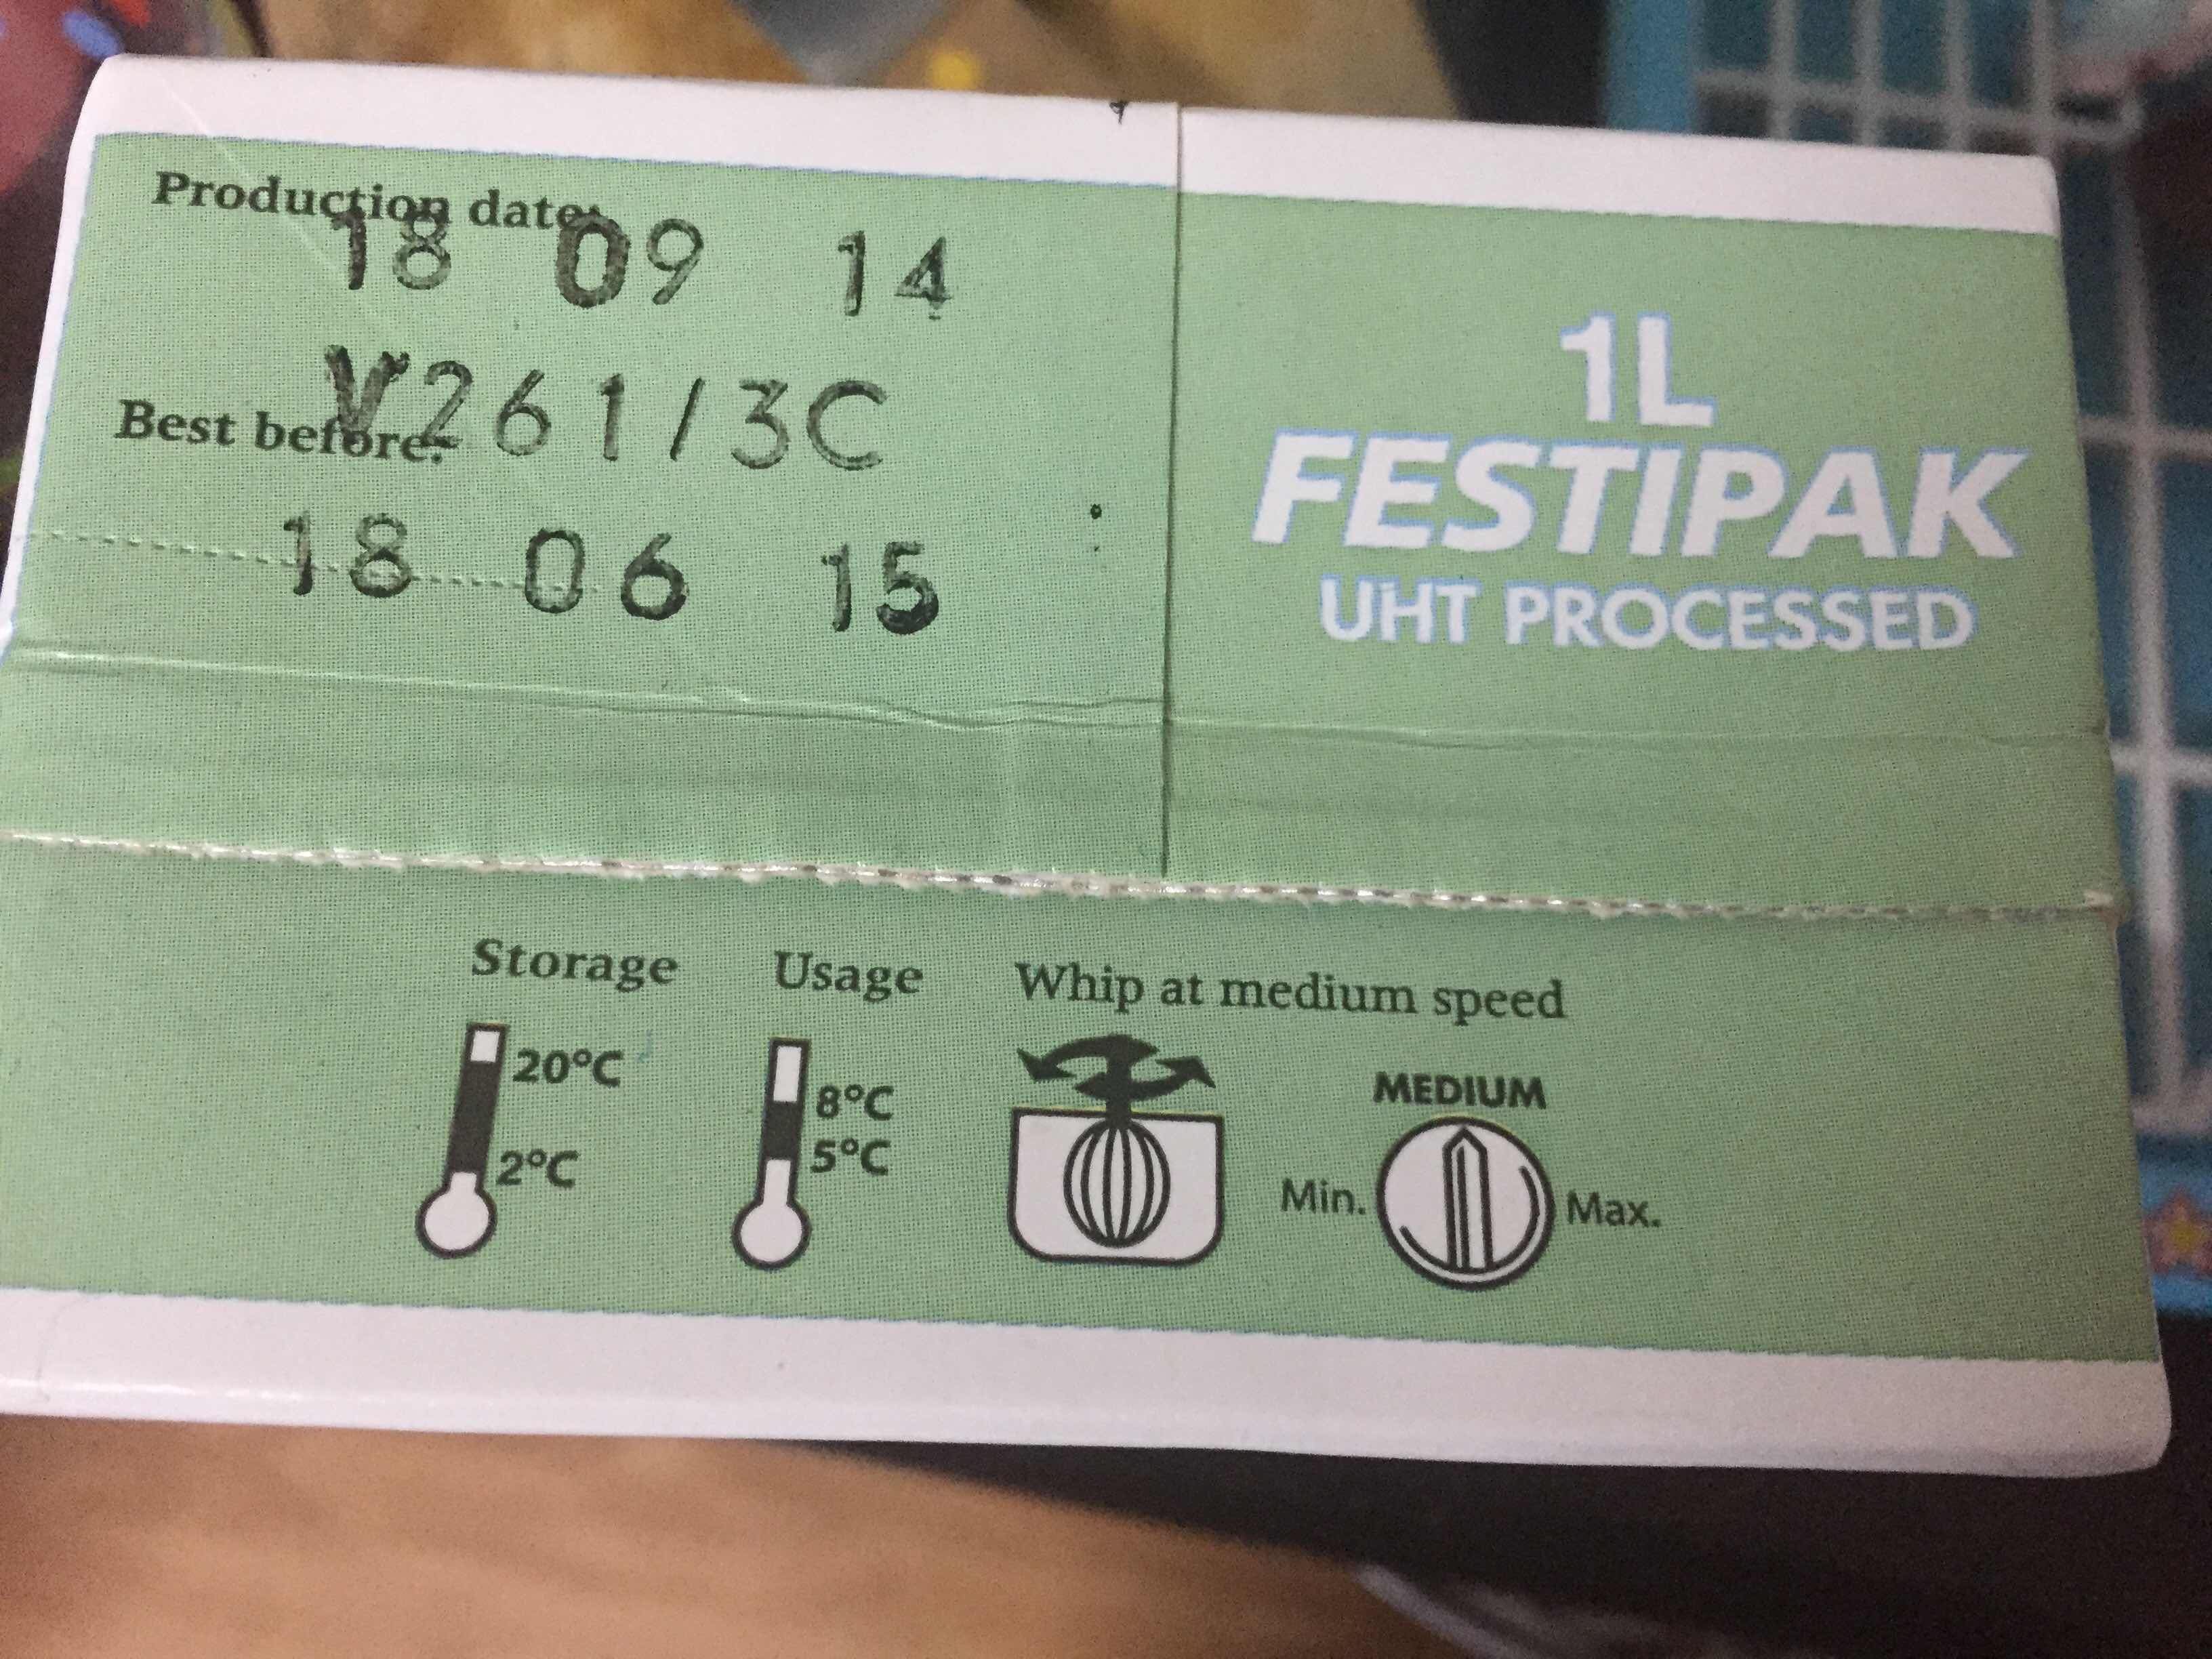 Production date:
18 09 14
V261/3C
Best before:
18 06 15
1L
FESTIPAK
UHT PROCESSED
Storage
20°C
2°C
Usage
8°C
5°C
Whip at medium speed
MEDIUM
Min.
Max.